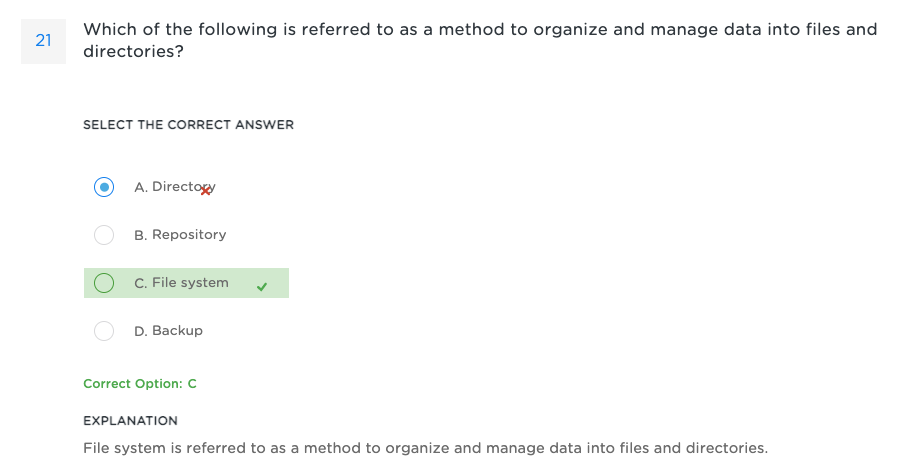 21
Which of the following is referred to as a method to organize and manage data into files and
directories?
SELECT THE CORRECT ANSWER
A. Directory
B. Repository
C. File system
D. Backup
Correct Option: C
EXPLANATION
File system is referred to as a method to organize and manage data into files and directories.